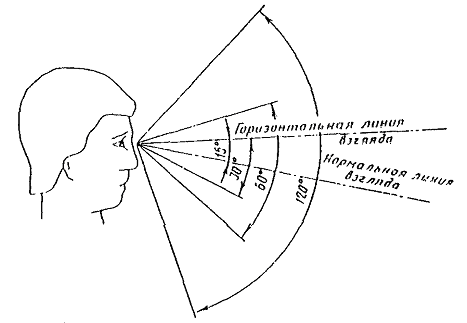 Горизонтальная линия
взгляда
Нормальная линия
взгляда
15°
30°
60°
120°